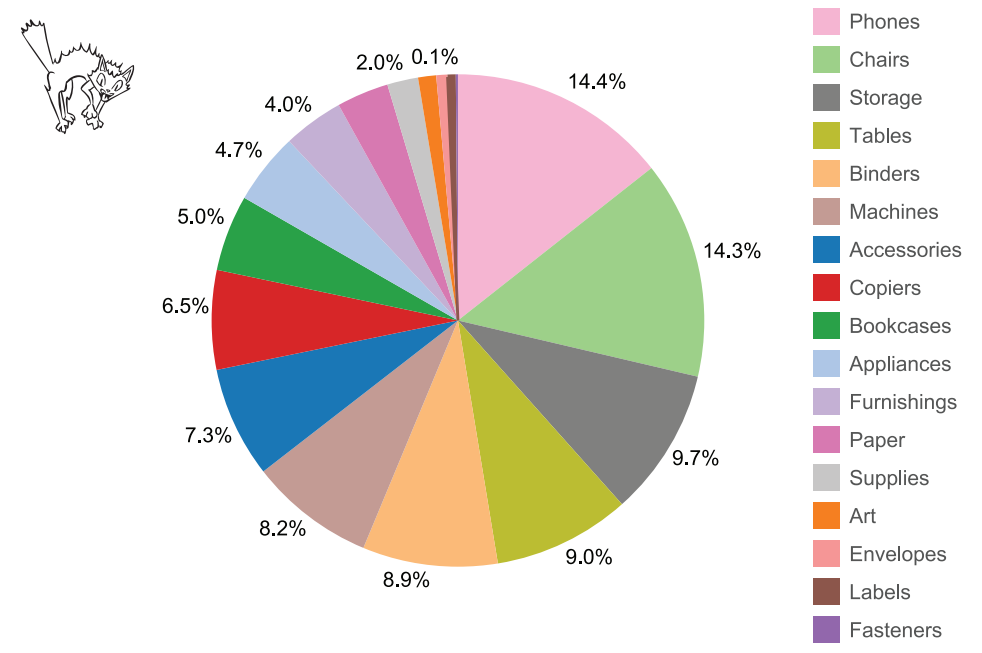 14.4%
14.3%
9.7%
9.0%
8.9%
8.2%
7.3%
6.5%
5.0%
4.7%
4.0%
2.0%
0.1%
Phones
Chairs
Storage
Tables
Binders
Machines
Accessories
Copiers
Bookcases
Appliances
Furnishings
Paper
Supplies
Art
Envelopes
Labels
Fasteners